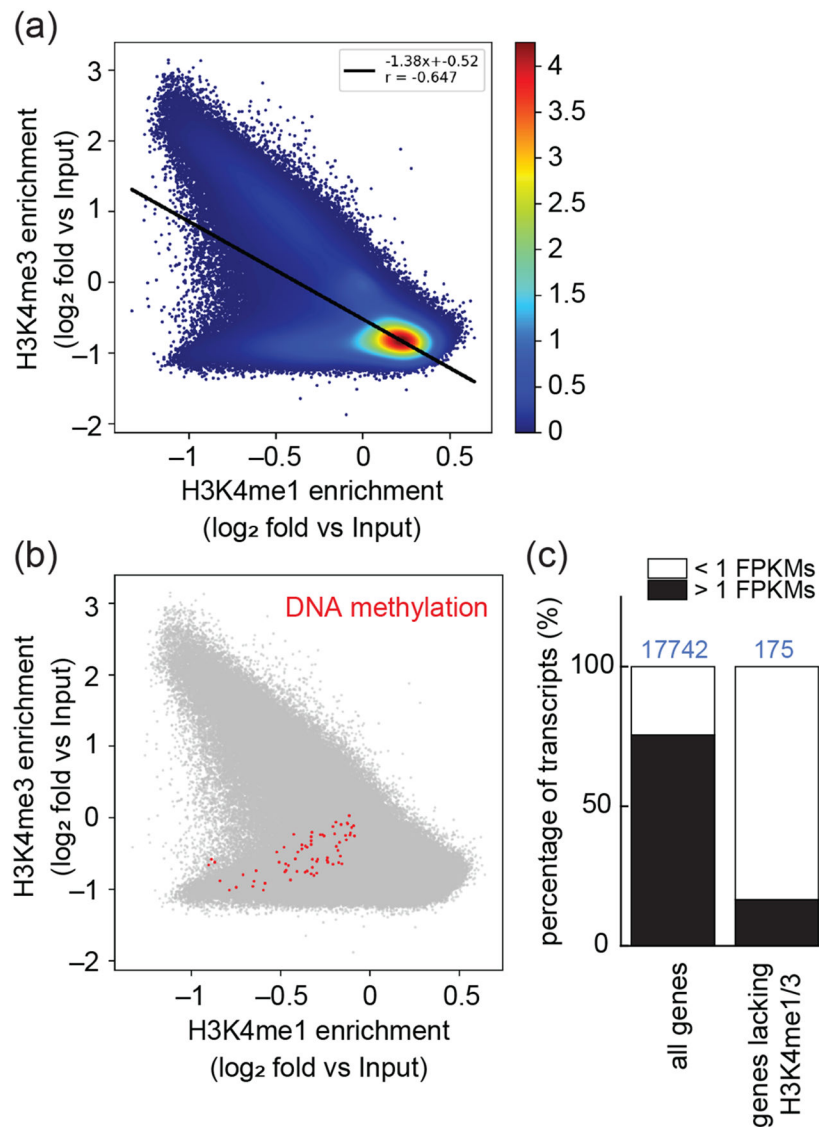 (a)
-1.38x+-0.52
r = -0.647
H3K4me3 enrichment
(log₂ fold vs Input)
3
2
1
0
–1
–2
4
3.5
3
2.5
2
1.5
1
0.5
0
–1
–0.5
0
0.5
H3K4me1 enrichment
(log₂ fold vs Input)
(b)
DNA methylation
H3K4me3 enrichment
(log₂ fold vs Input)
3
2
1
0
–1
–2
–1
–0.5
0
0.5
H3K4me1 enrichment
(log₂ fold vs Input)
(c)
< 1 FPKMs
> 1 FPKMs
percentage of transcripts (%)
17742
175
100
50
0
all genes
genes lacking
H3K4me1/3